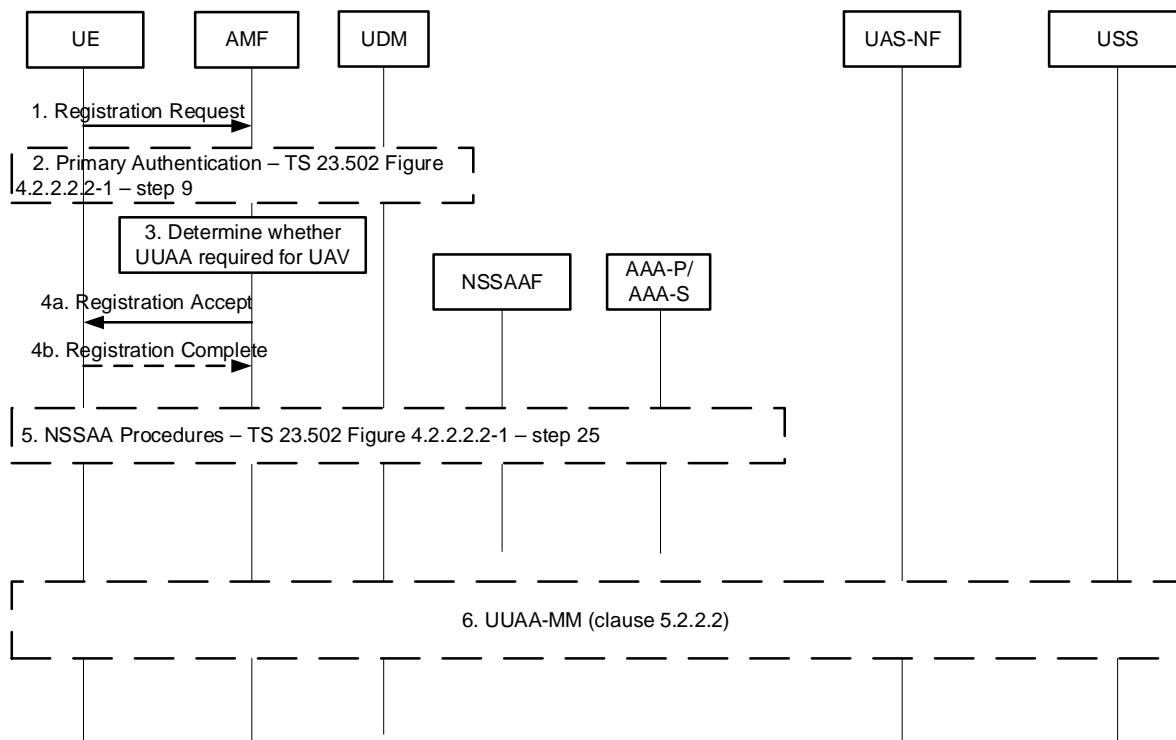 UE
AMF
UDM
UAS-NF
USS
1. Registration Request
2. Primary Authentication – TS 23.502 Figure
4.2.2.2.2-1 – step 9
3. Determine whether
UUAA required for UAV
NSSAAF
AAA-P/
AAA-S
4a. Registration Accept
4b. Registration Complete
5. NSSAA Procedures – TS 23.502 Figure 4.2.2.2.2-1 – step 25
6. UUAA-MM (clause 5.2.2.2)